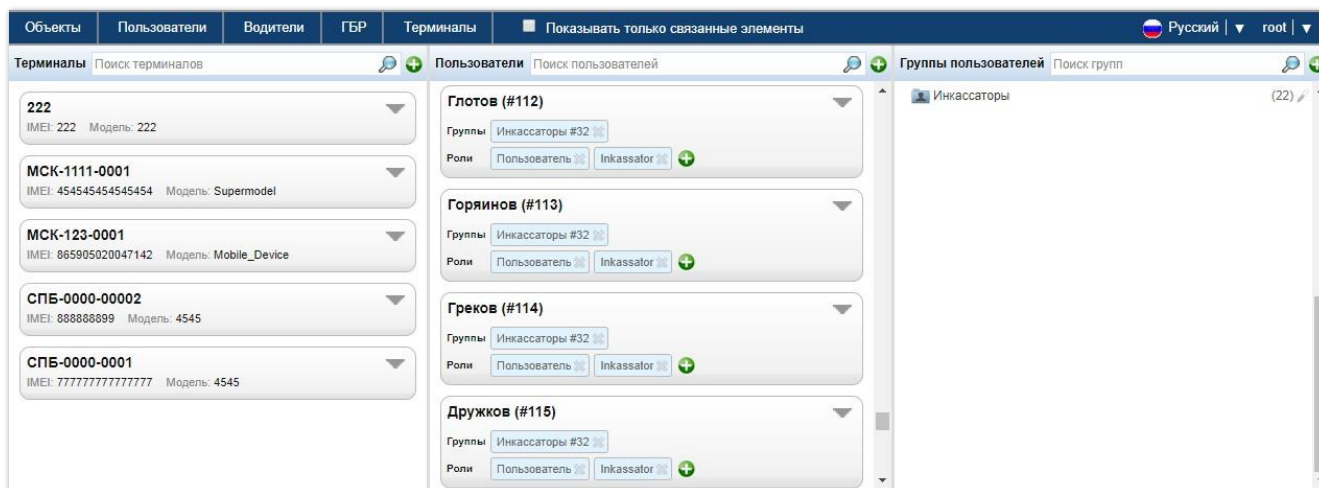 Объекты Пользователи Водители ГБР Терминалы Показывать только связанные элементы Русский | ▼ root | ▼
Терминалы Поиск терминалов
222
IMEI: 222 Модель: 222
МСК-1111-0001
IMEI: 454545454545454 Модель: Supermodel
МСК-123-0001
IMEI: 865905020047142 Модель: Mobile_Device
СПБ-0000-00002
IMEI: 888888899 Модель: 4545
СПБ-0000-0001
IMEI: 777777777777777 Модель: 4545
Пользователи Поиск пользователей
Глотов (#112)
Группы Инкассаторы #32
Роли Пользователь Inkassator
Горяинов (#113)
Группы Инкассаторы #32
Роли Пользователь Inkassator
Греков (#114)
Группы Инкассаторы #32
Роли Пользователь Inkassator
Дружков (#115)
Группы Инкассаторы #32
Роли Пользователь Inkassator
Группы пользователей Поиск групп
Инкассаторы (22)